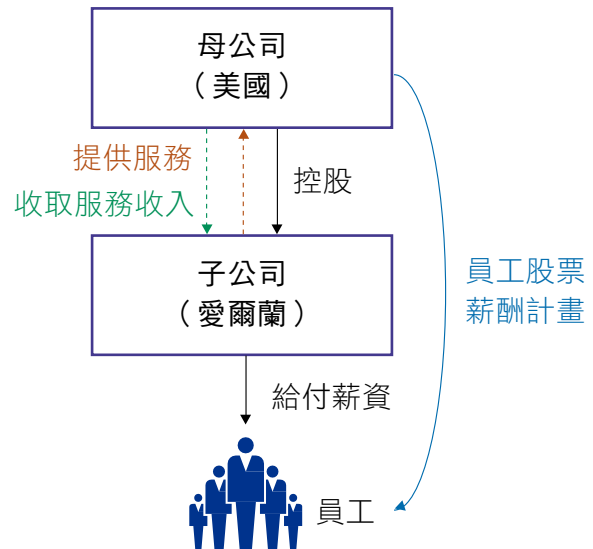 母公司
（美國）
提供服務
收取服務收入
控股
子公司
（愛爾蘭）
員工股票
薪酬計畫
給付薪資
員工